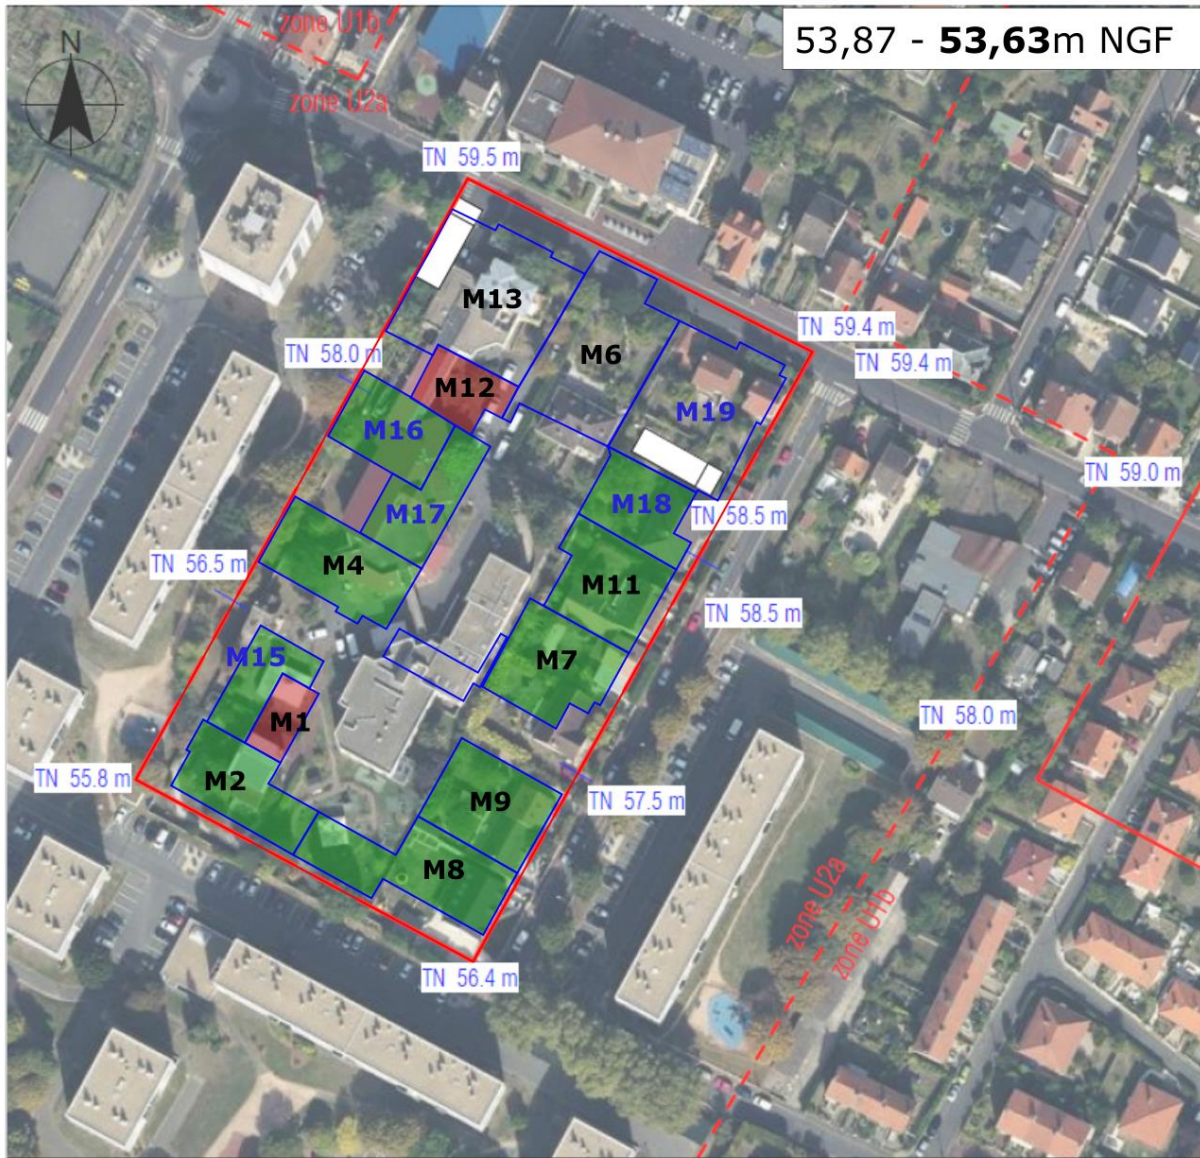 zone U1b
53,87 - 53,63m NGF
N
zone U2a
TN 59.5 m
M13
TN 59.4 m
TN 58.0 m
M6
TN 59.4 m
M12
M19
M16
TN 59.0 m
M18
M17
TN 58.5 m
TN 56.5 m
M4
M11
TN 58.5 m
M15
M7
M1
TN 58.0 m
TN 55.8 m
M2
M9
TN 57.5 m
M8
zone U2a
zone U1b
TN 56.4 m